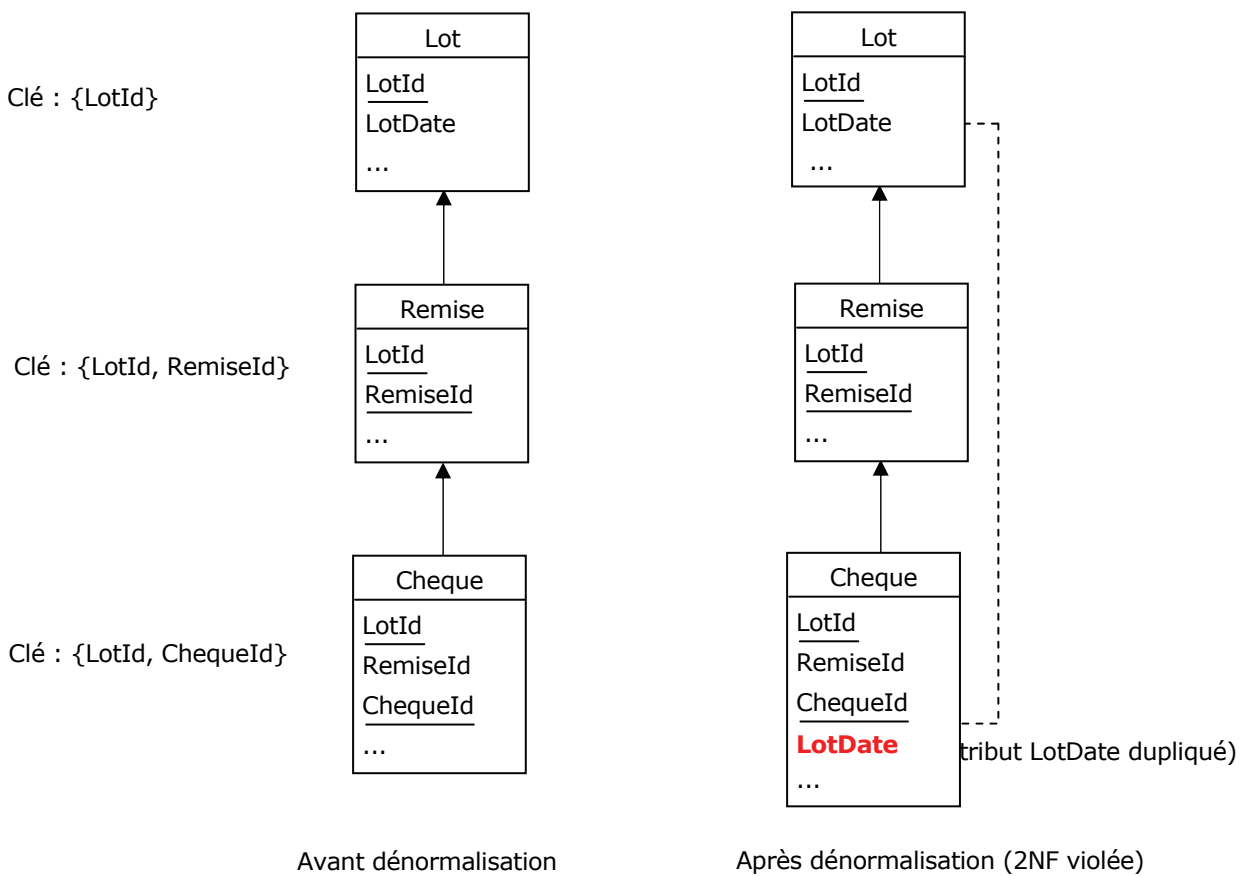 Lot
Clé : {LotId}
LotId
LotDate
...
Remise
Clé : {LotId, RemiseId}
LotId
RemiseId
...
Cheque
Clé : {LotId, ChequeId}
LotId
RemiseId
ChequeId
...
Avant dénormalisation
Lot
LotId
LotDate
...
Remise
LotId
RemiseId
...
Cheque
LotId
RemiseId
ChequeId
LotDate
tribut LotDate dupliqué)
...
Après dénormalisation (2NF violée)